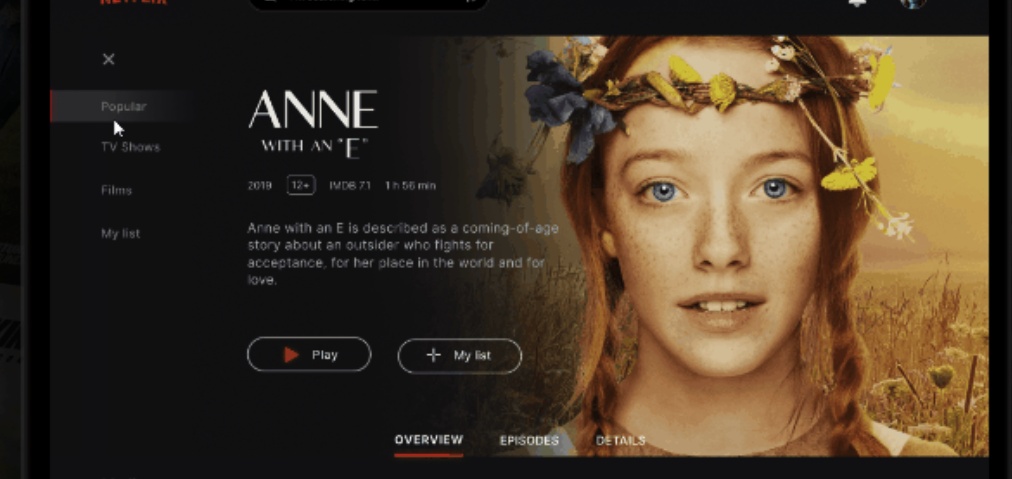 NETFLIX
Popular
TV Shows
Films
My list
ANNE
WITH AN "E"
2019 12+ IMDB 7.1 1 h 56 min
Anne with an E is described as a coming-of-age
story about an outsider who fights for
acceptance, for her place in the world and for
love.
Play
My list
OVERVIEW EPISODES DETAILS